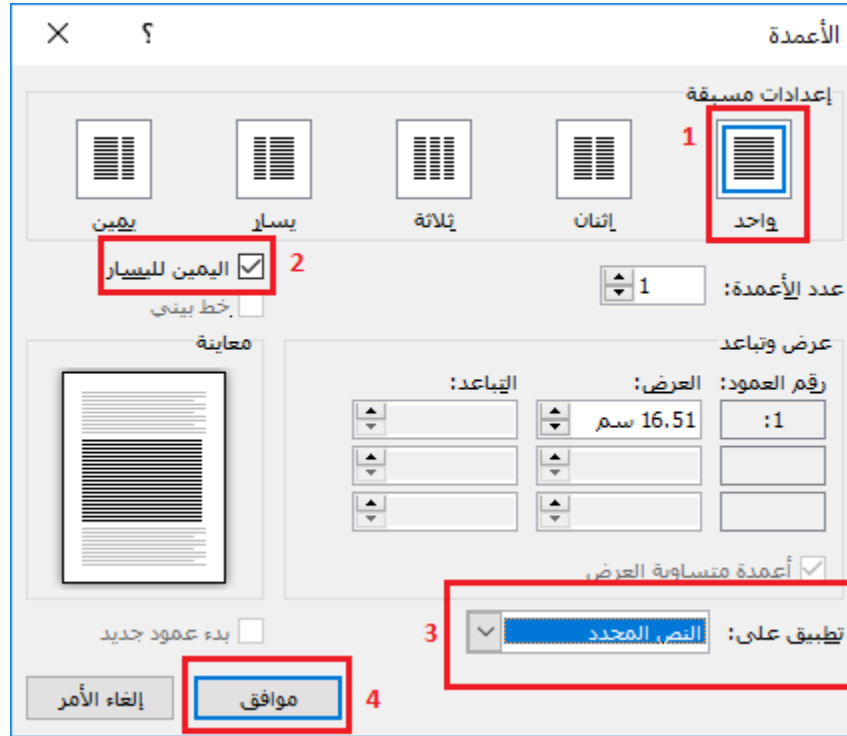 الأعمدة ؟
إعدادات مسبقة
1
واحد اثنان ثلاثة يسار يمين
2 اليمين لليسار
عدد الأعمدة: 1
خط بيني
عرض وتباعد
معاينة
رقم العمود: العرض: التباعد:
1: 16.51 سم
أعمدة متساوية العرض
تطبيق على: النص المحدد 3
بدء عمود جديد
4 موافق إلغاء الأمر